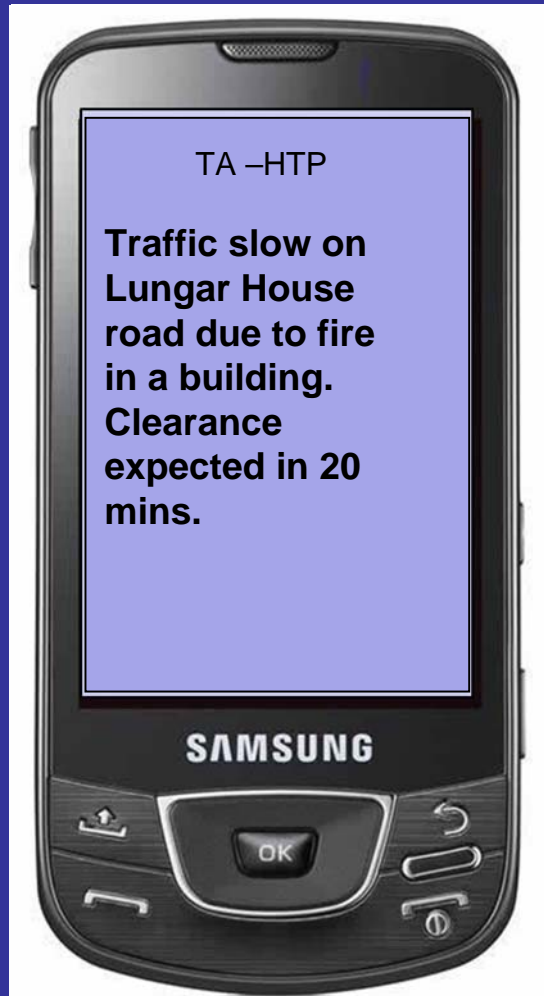 TA –HTP
Traffic slow on
Lungar House
road due to fire
in a building.
Clearance
expected in 20
mins.
SAMSUNG
OK